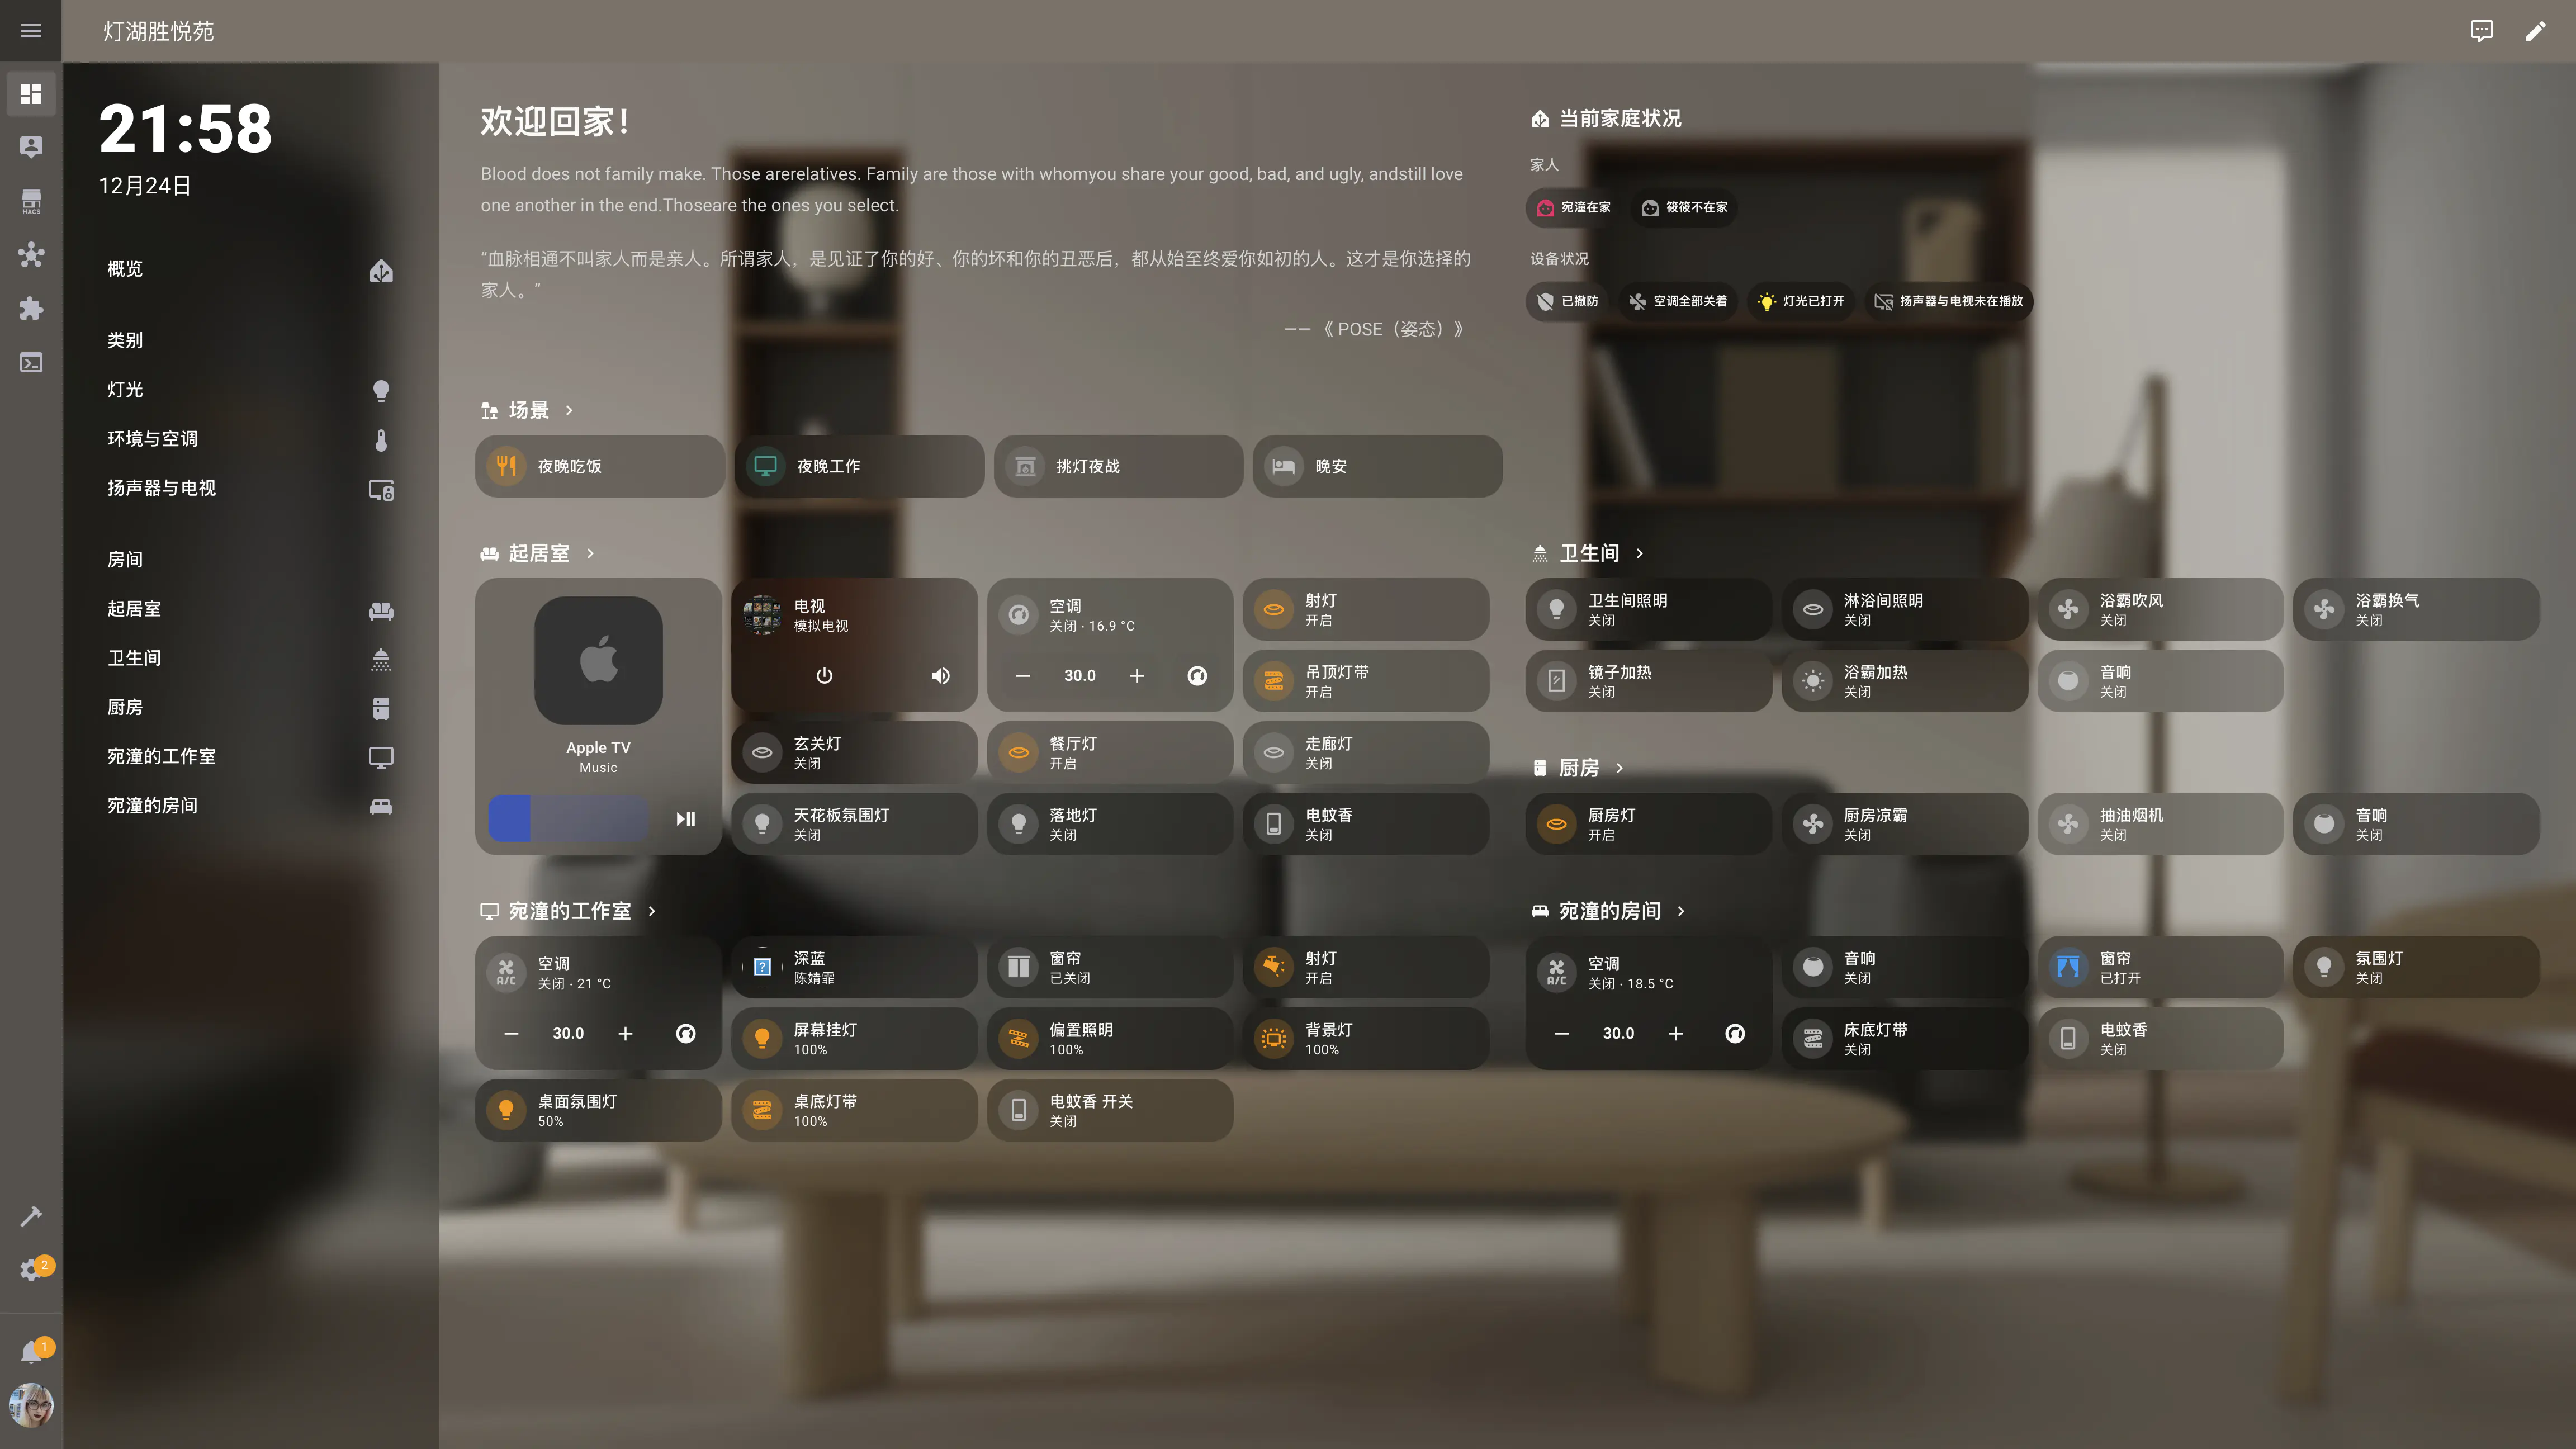 灯湖胜悦苑
HACS
2
1
21:58
12月24日
概览
类别
灯光
环境与空调
扬声器与电视
房间
起居室
卫生间
厨房
宛潼的工作室
宛潼的房间
欢迎回家！
Blood does not family make. Those arerelatives. Family are those with whomyou share your good, bad, and ugly, andstill love
one another in the end.Thoseare the ones you select.
“血脉相通不叫家人而是亲人。所谓家人，是见证了你的好、你的坏和你的丑恶后，都从始至终爱你如初的人。这才是你选择的
家人。”
—— 《 POSE（姿态）》
当前家庭状况
家人
宛潼在家
筱筱不在家
设备状况
已撤防
空调全部关着
灯光已打开
扬声器与电视未在播放
场景
夜晚吃饭
夜晚工作
挑灯夜战
晚安
起居室
Apple TV
Music
电视
模拟电视
空调
关闭 · 16.9 °C
30.0
射灯
开启
吊顶灯带
开启
玄关灯
关闭
餐厅灯
开启
走廊灯
关闭
天花板氛围灯
关闭
落地灯
关闭
电蚊香
关闭
卫生间
卫生间照明
关闭
淋浴间照明
关闭
浴霸吹风
关闭
浴霸换气
关闭
镜子加热
关闭
浴霸加热
关闭
音响
关闭
厨房
厨房灯
开启
厨房凉霸
关闭
抽油烟机
关闭
音响
关闭
宛潼的工作室
A/C
空调
关闭 · 21 °C
30.0
?
深蓝
陈婧霏
窗帘
已关闭
射灯
开启
屏幕挂灯
100%
偏置照明
100%
背景灯
100%
桌面氛围灯
50%
桌底灯带
100%
电蚊香 开关
关闭
宛潼的房间
A/C
空调
关闭 · 18.5 °C
30.0
音响
关闭
窗帘
已打开
氛围灯
关闭
床底灯带
关闭
电蚊香
关闭